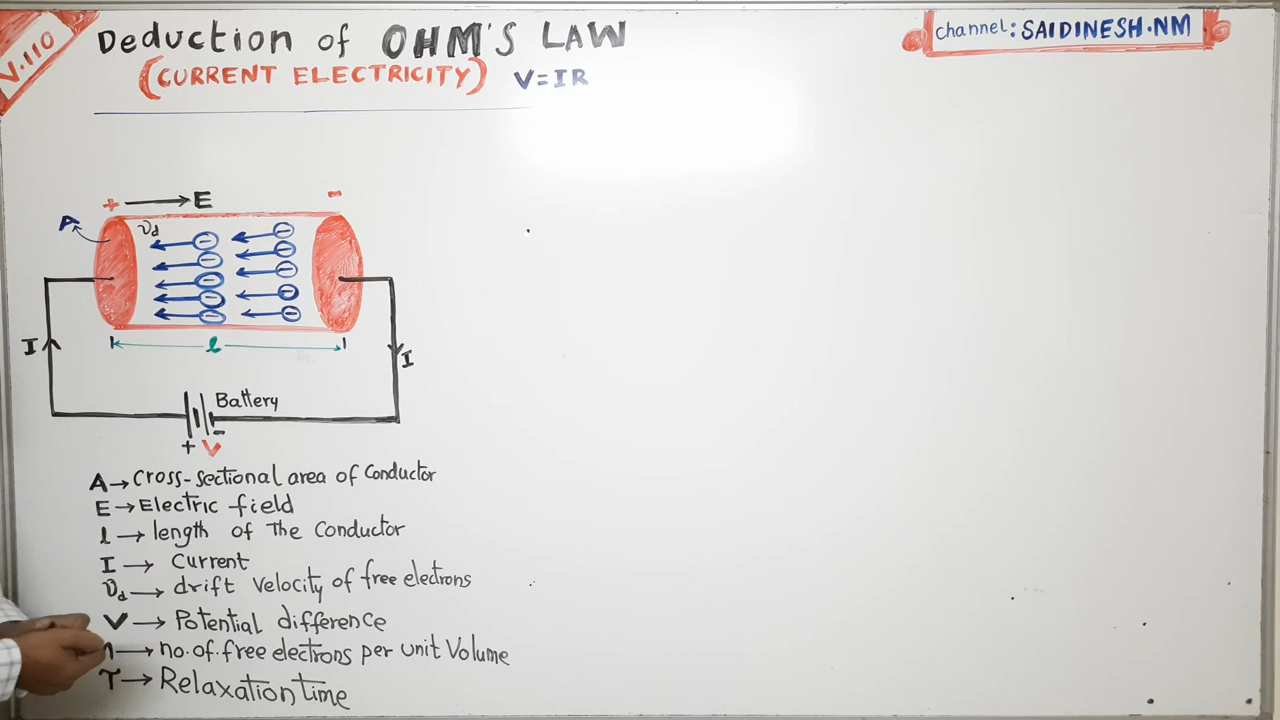 V.110
Deduction of OHM'S LAW
(CURRENT ELECTRICITY) V=IR
channel: SAIDINESH.NM
+ → E -
A
υd
l
I
I
Battery
+ -
V
A → Cross-sectional area of Conductor
E → Electric field
l → length of the Conductor
I → Current
υd → drift Velocity of free electrons
V → Potential difference
→ no.of.free electrons per unit Volume
τ → Relaxation time